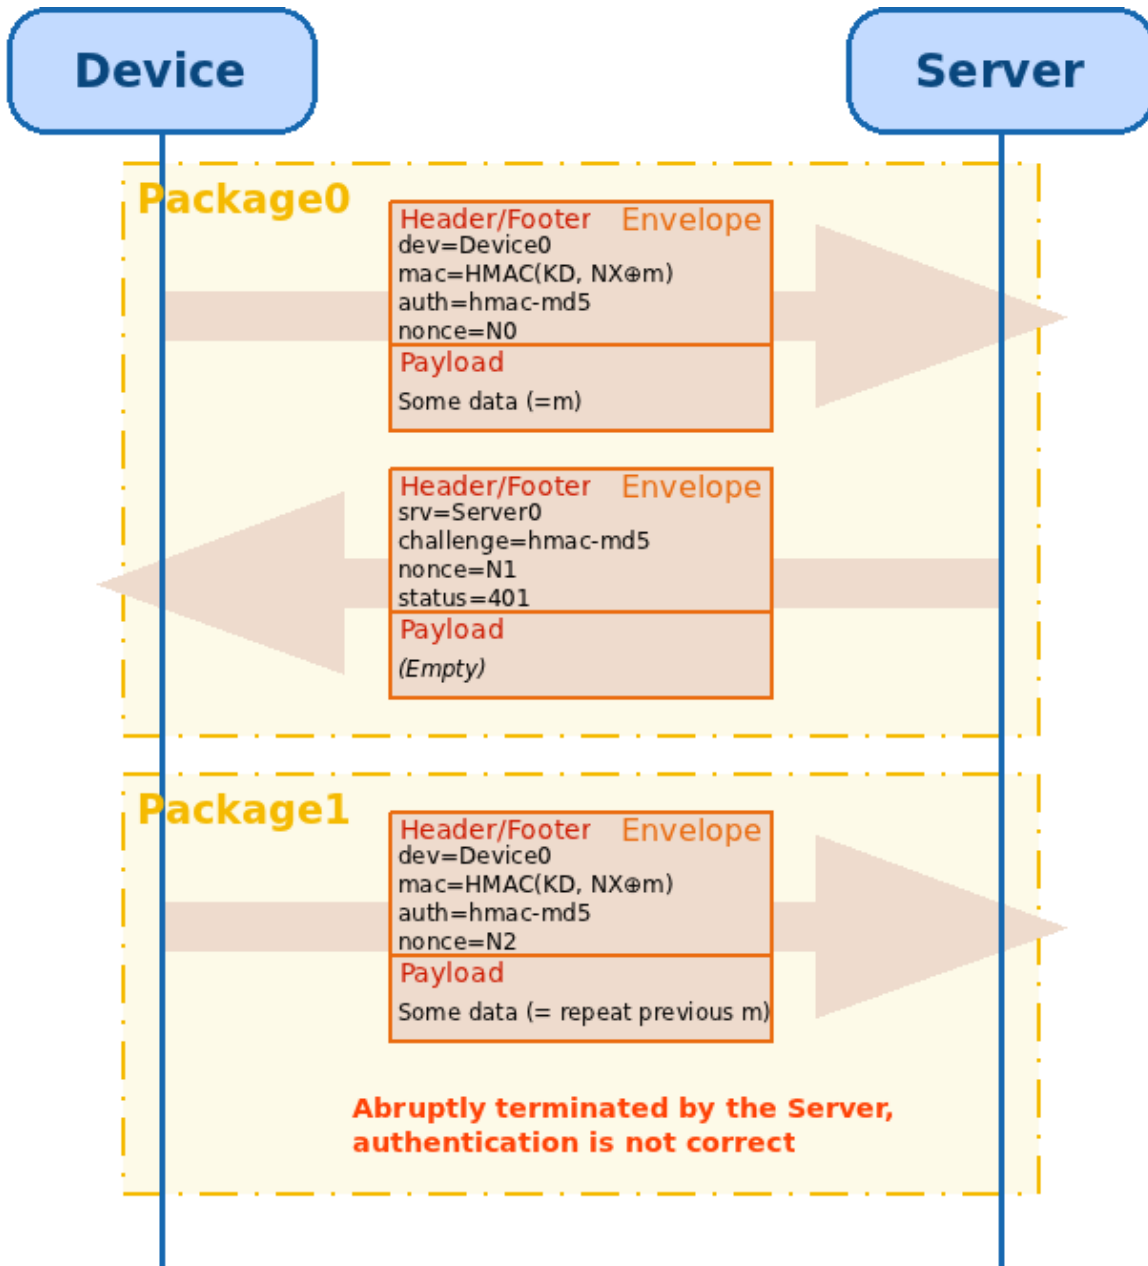 Device
Server
Package0
Header/Footer Envelope
dev=Device0
mac=HMAC(KD, NX⊕m)
auth=hmac-md5
nonce=N0
Payload
Some data (=m)
Header/Footer Envelope
srv=Server0
challenge=hmac-md5
nonce=N1
status=401
Payload
(Empty)
Package1
Header/Footer Envelope
dev=Device0
mac=HMAC(KD, NX⊕m)
auth=hmac-md5
nonce=N2
Payload
Some data (= repeat previous m)
Abruptly terminated by the Server,
authentication is not correct